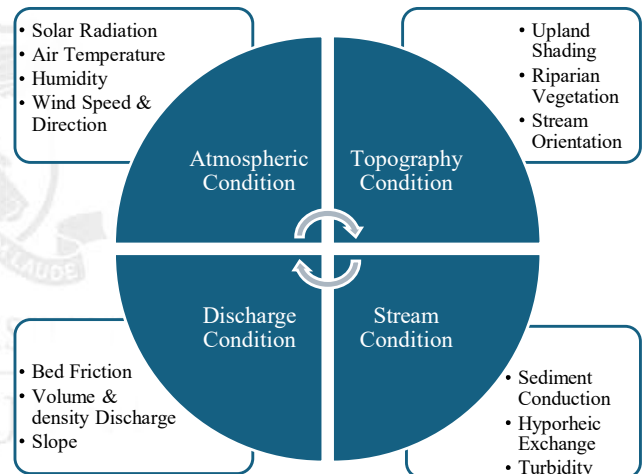 • Solar Radiation
• Air Temperature
• Humidity
• Wind Speed &
Direction
• Upland
Shading
• Riparian
Vegetation
• Stream
Orientation
Atmospheric
Condition
Topography
Condition
Discharge
Condition
Stream
Condition
• Bed Friction
• Volume &
density Discharge
• Slope
• Sediment
Conduction
• Hyporheic
Exchange
• Turbidity
LAUDE